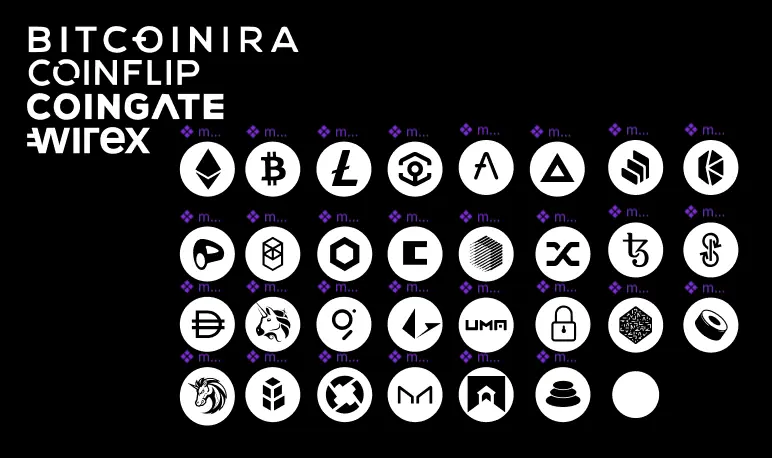 BITCOINIRA
COINFLIP
COINGATE
wirex
m... m... m... m... m... m... m... m...
m... m... m... m... m... m... m... m...
m... m... m... m... m... m... m... m...
UMA
m... m... m... m... m... m...